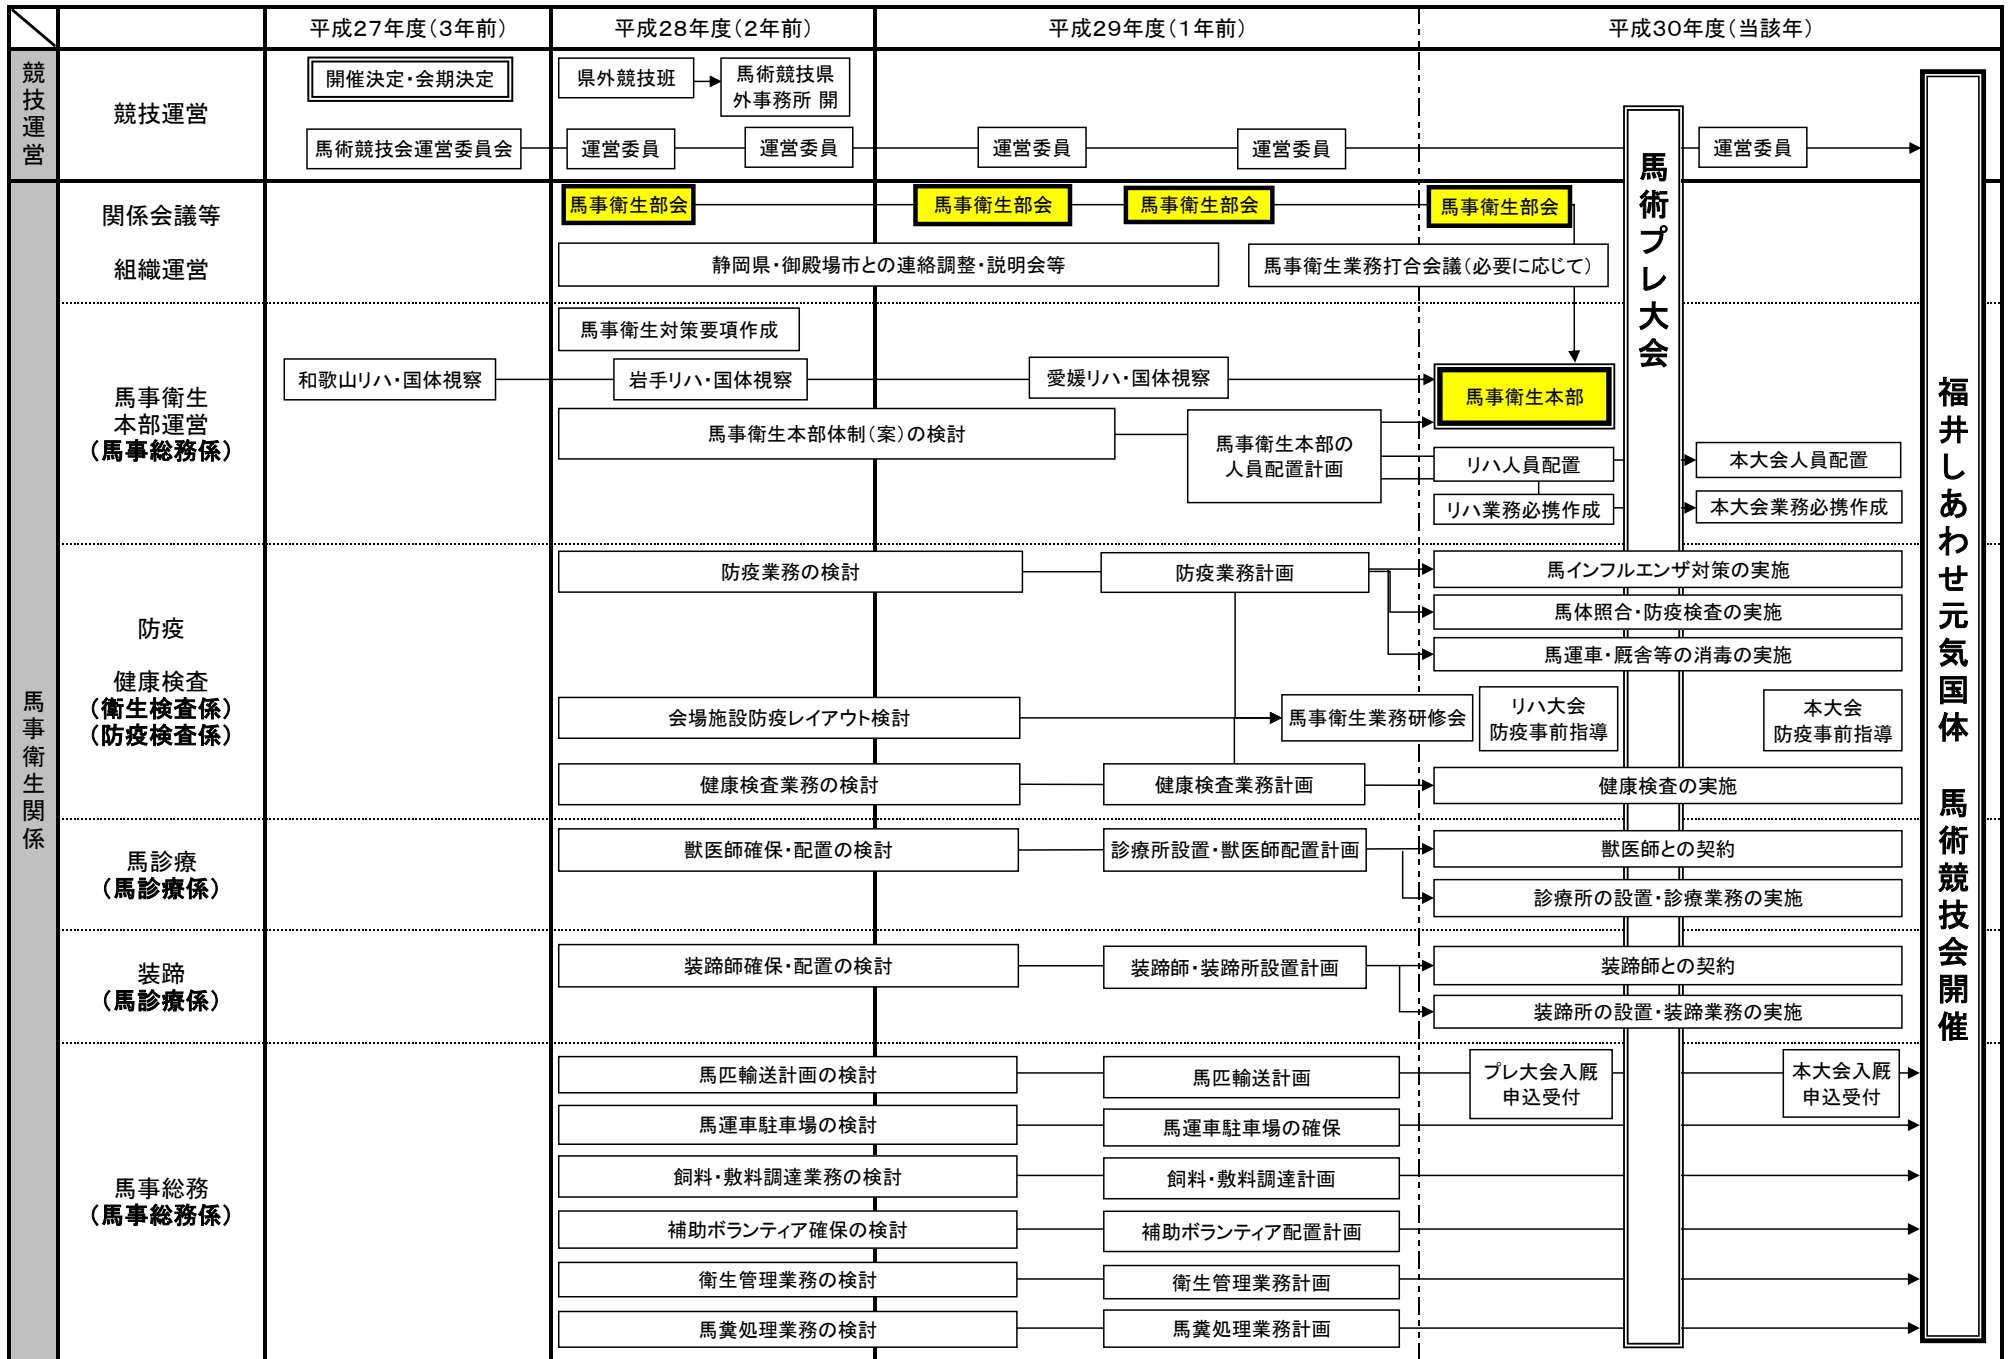 平成27年度(3年前)
平成28年度(2年前)
平成29年度(1年前)
平成30年度(当該年)
競技運営
競技運営
開催決定・会期決定
県外競技班
馬術競技県
外事務所 開
馬術競技会運営委員会
運営委員
運営委員
運営委員
運営委員
運営委員
馬術プレ大会
福井しあわせ元気国体 馬術競技会開催
馬事衛生関係
関係会議等
組織運営
馬事衛生部会
馬事衛生部会
馬事衛生部会
馬事衛生部会
静岡県・御殿場市との連絡調整・説明会等
馬事衛生業務打合会議(必要に応じて)
馬事衛生
本部運営
(馬事総務係)
馬事衛生対策要項作成
和歌山リハ・国体視察
岩手リハ・国体視察
愛媛リハ・国体視察
馬事衛生本部
馬事衛生本部体制(案)の検討
馬事衛生本部の
人員配置計画
リハ人員配置
本大会人員配置
リハ業務必携作成
本大会業務必携作成
防疫
健康検査
(衛生検査係)
(防疫検査係)
防疫業務の検討
防疫業務計画
馬インフルエンザ対策の実施
馬体照合・防疫検査の実施
馬運車・厩舎等の消毒の実施
会場施設防疫レイアウト検討
馬事衛生業務研修会
リハ大会
防疫事前指導
本大会
防疫事前指導
健康検査業務の検討
健康検査業務計画
健康検査の実施
馬診療
(馬診療係)
獣医師確保・配置の検討
診療所設置・獣医師配置計画
獣医師との契約
診療所の設置・診療業務の実施
装蹄
(馬診療係)
装蹄師確保・配置の検討
装蹄師・装蹄所設置計画
装蹄師との契約
装蹄所の設置・装蹄業務の実施
馬事総務
(馬事総務係)
馬匹輸送計画の検討
馬匹輸送計画
プレ大会入厩
申込受付
本大会入厩
申込受付
馬運車駐車場の検討
馬運車駐車場の確保
飼料・敷料調達業務の検討
飼料・敷料調達計画
補助ボランティア確保の検討
補助ボランティア配置計画
衛生管理業務の検討
衛生管理業務計画
馬糞処理業務の検討
馬糞処理業務計画